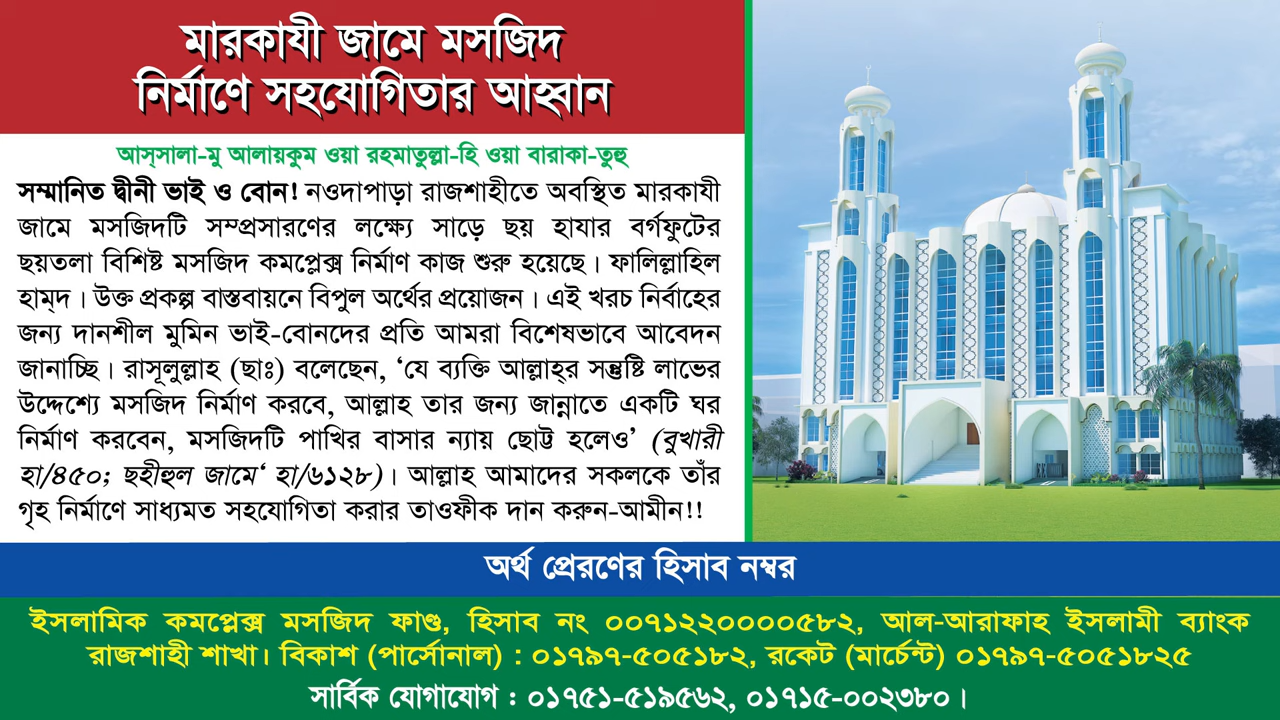 মারকাযী জামে মসজিদ
নির্মাণে সহযোগিতার আহ্বান
আস্সালা-মু আলায়কুম ওয়া রহমাতুল্লা-হি ওয়া বারাকা-তুহু
সম্মানিত দ্বীনী ভাই ও বোন! নওদাপাড়া রাজশাহীতে অবস্থিত মারকাযী
জামে মসজিদটি সম্প্রসারণের লক্ষ্যে সাড়ে ছয় হাযার বর্গফুটের
ছয়তলা বিশিষ্ট মসজিদ কমপ্লেক্স নির্মাণ কাজ শুরু হয়েছে। ফালিল্লাহিল
হাম্দ। উক্ত প্রকল্প বাস্তবায়নে বিপুল অর্থের প্রয়োজন। এই খরচ নির্বাহের
জন্য দানশীল মুমিন ভাই-বোনদের প্রতি আমরা বিশেষভাবে আবেদন
জানাচ্ছি। রাসূলুল্লাহ (ছাঃ) বলেছেন, ‘যে ব্যক্তি আল্লাহ্র সন্তুষ্টি লাভের
উদ্দেশ্যে মসজিদ নির্মাণ করবে, আল্লাহ তার জন্য জান্নাতে একটি ঘর
নির্মাণ করবেন, মসজিদটি পাখির বাসার ন্যায় ছোট্ট হলেও’ (বুখারী
হা/৪৫০; ছহীহুল জামে‘ হা/৬১২৮)। আল্লাহ আমাদের সকলকে তাঁর
গৃহ নির্মাণে সাধ্যমত সহযোগিতা করার তাওফীক দান করুন-আমীন!!
অর্থ প্রেরণের হিসাব নম্বর
ইসলামিক কমপ্লেক্স মসজিদ ফাণ্ড, হিসাব নং ০০৭১২২০০০০৫৮২, আল-আরাফাহ ইসলামী ব্যাংক
রাজশাহী শাখা। বিকাশ (পার্সোনাল) : ০১৭৯৭-৫০৫১৮২, রকেট (মার্চেন্ট) ০১৭৯৭-৫০৫১৮২৫
সার্বিক যোগাযোগ : ০১৭৫১-৫১৯৫৬২, ০১৭১৫-০০২৩৮০।